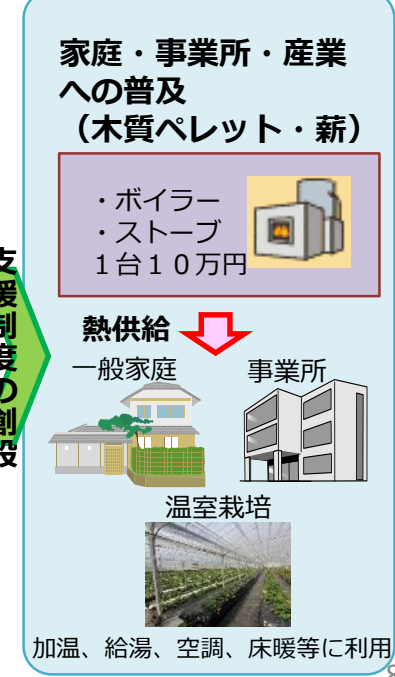 家庭・事業所・産業
への普及
（木質ペレット・薪）
・ボイラー
・ストーブ
１台１０万円
支援制度の創設
熱供給
一般家庭
事業所
温室栽培
加温、給湯、空調、床暖等に利用